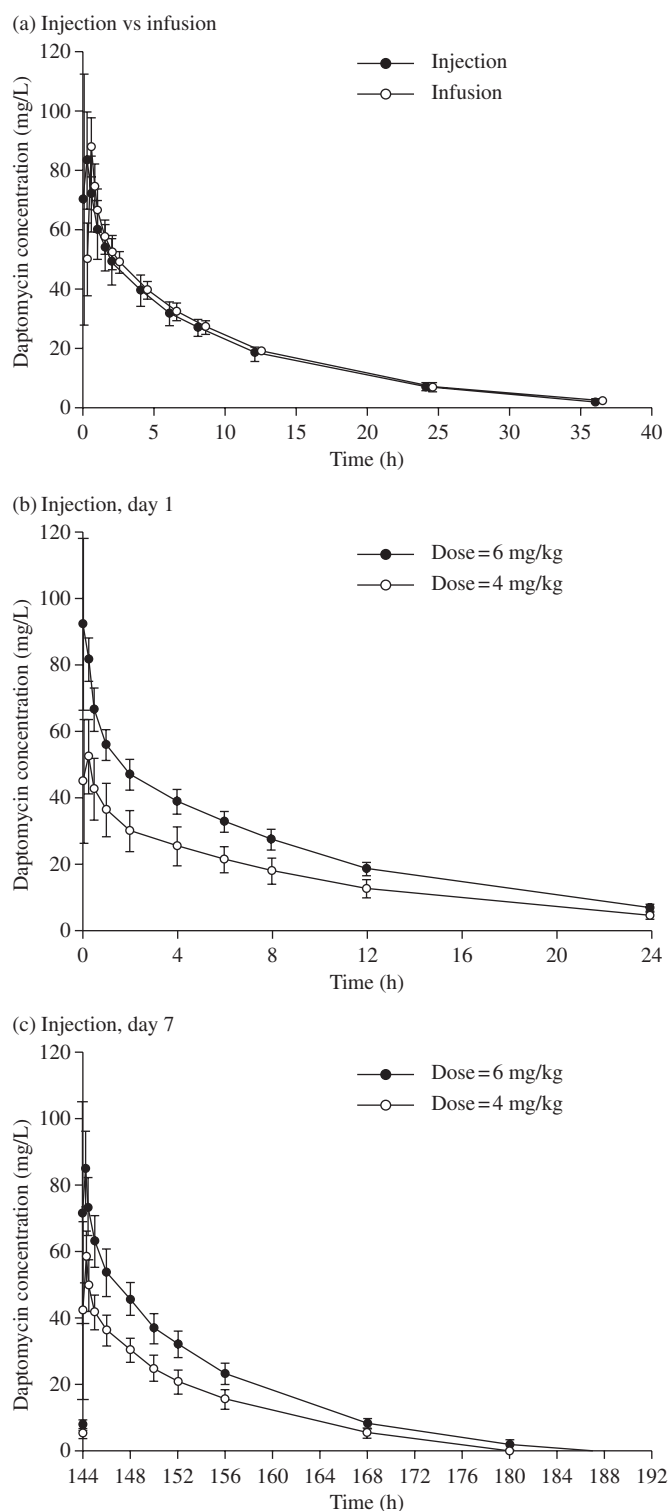 (a) Injection vs infusion
120
100
80
60
40
20
0
Daptomycin concentration (mg/L)
Injection
Infusion
0 5 10 15 20 25 30 35 40
Time (h)
(b) Injection, day 1
120
100
80
60
40
20
0
Daptomycin concentration (mg/L)
Dose = 6 mg/kg
Dose = 4 mg/kg
0 4 8 12 16 20 24
Time (h)
(c) Injection, day 7
120
100
80
60
40
20
0
Daptomycin concentration (mg/L)
Dose = 6 mg/kg
Dose = 4 mg/kg
144 148 152 156 160 164 168 172 176 180 184 188 192
Time (h)